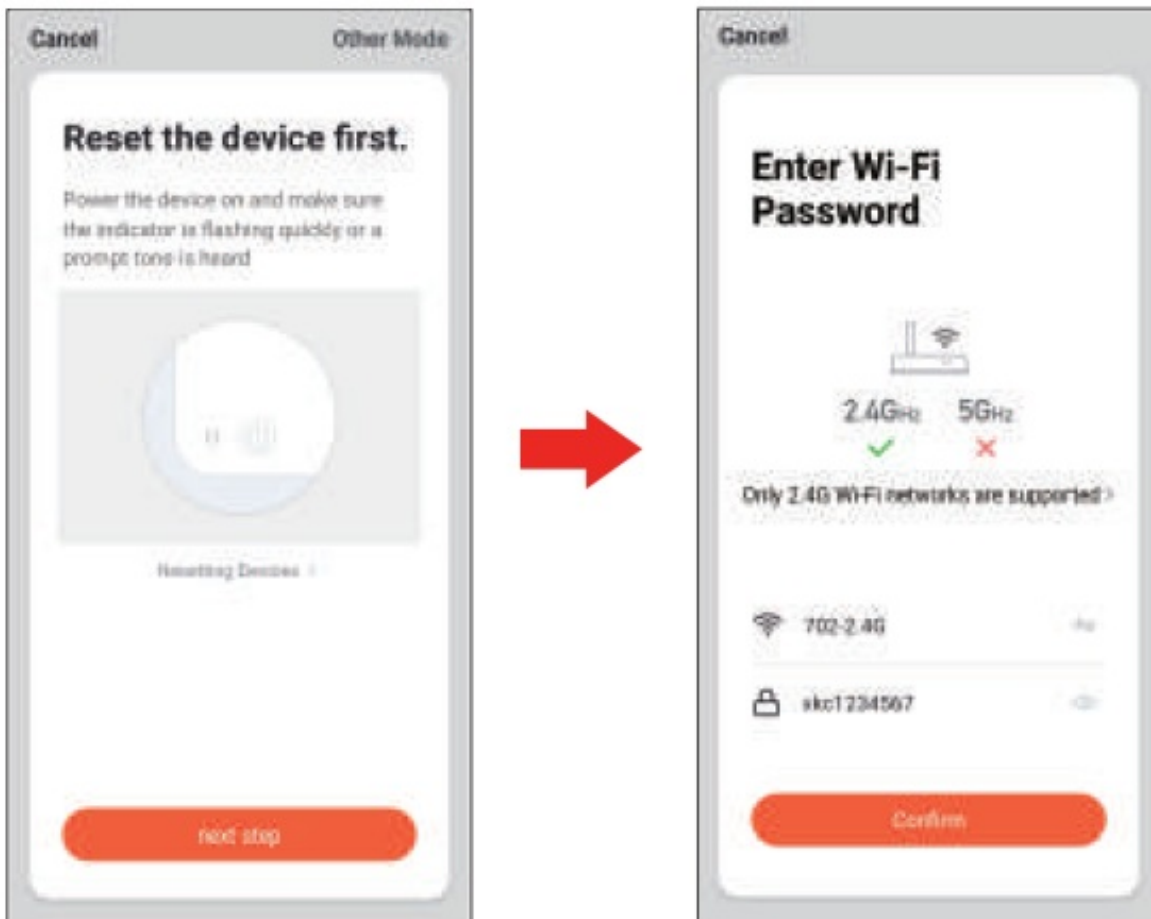 Cancel
Other Mode
Reset the device first.
Power the device on and make sure
the indicator is flashing quickly or a
prompt tone is heard
Resetting Devices >
next step
Cancel
Enter Wi-Fi
Password
2.4GHz
5GHz
Only 2.4G Wi-Fi networks are supported >
702-2.4G
skc1234567
Confirm